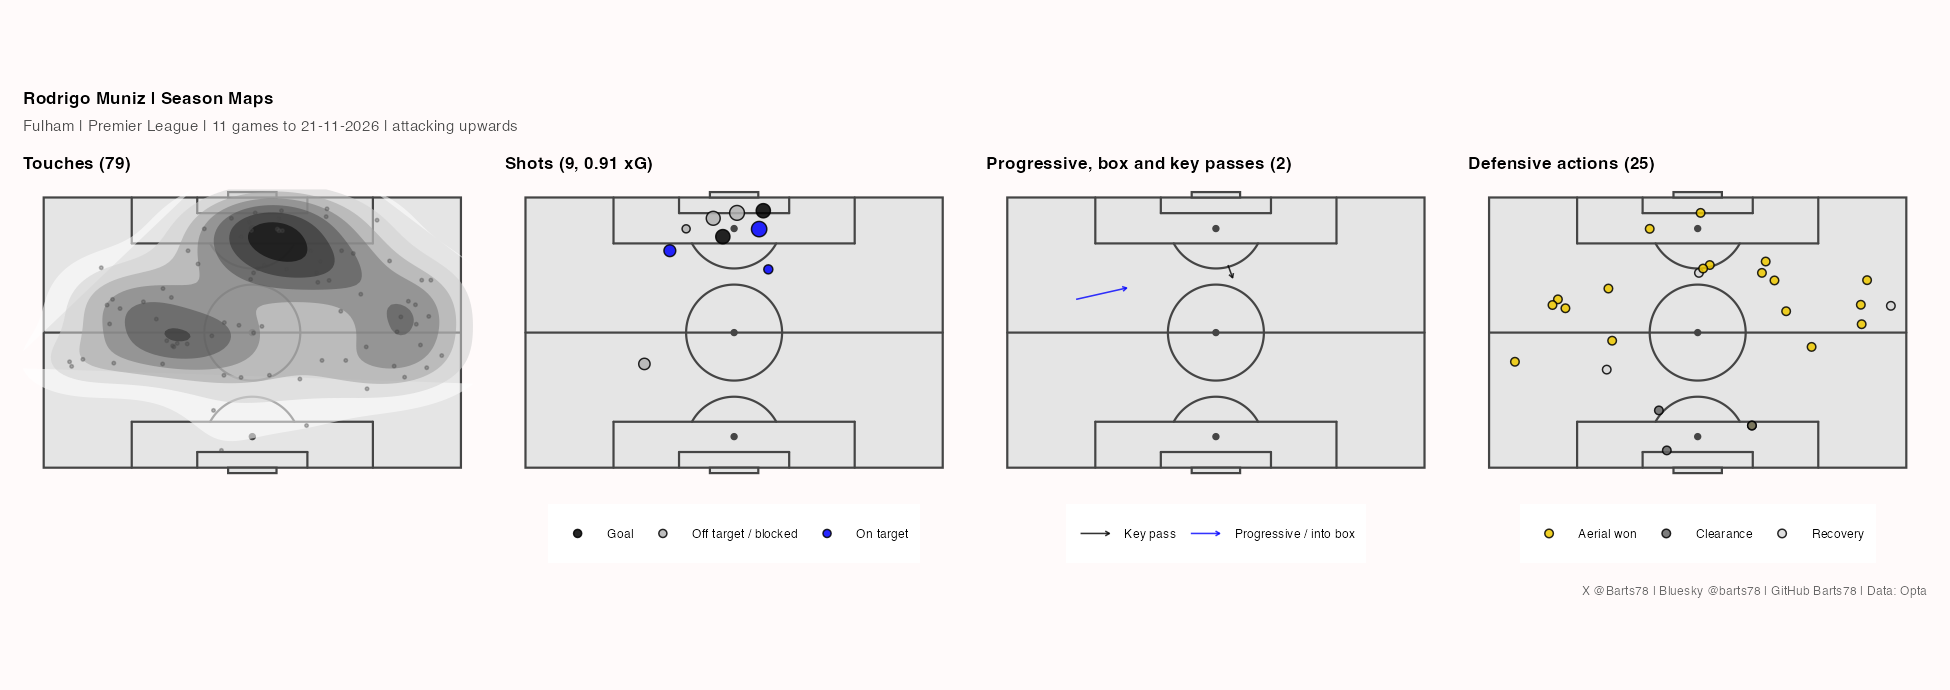 Rodrigo Muniz | Season Maps
Fulham | Premier League | 11 games to 21-11-2026 | attacking upwards
Touches (79)
Shots (9, 0.91 xG)
Progressive, box and key passes (2)
Defensive actions (25)
Goal
Off target / blocked
On target
Key pass
Progressive / into box
Aerial won
Clearance
Recovery
X @Barts78 | Bluesky @barts78 | GitHub Barts78 | Data: Opta